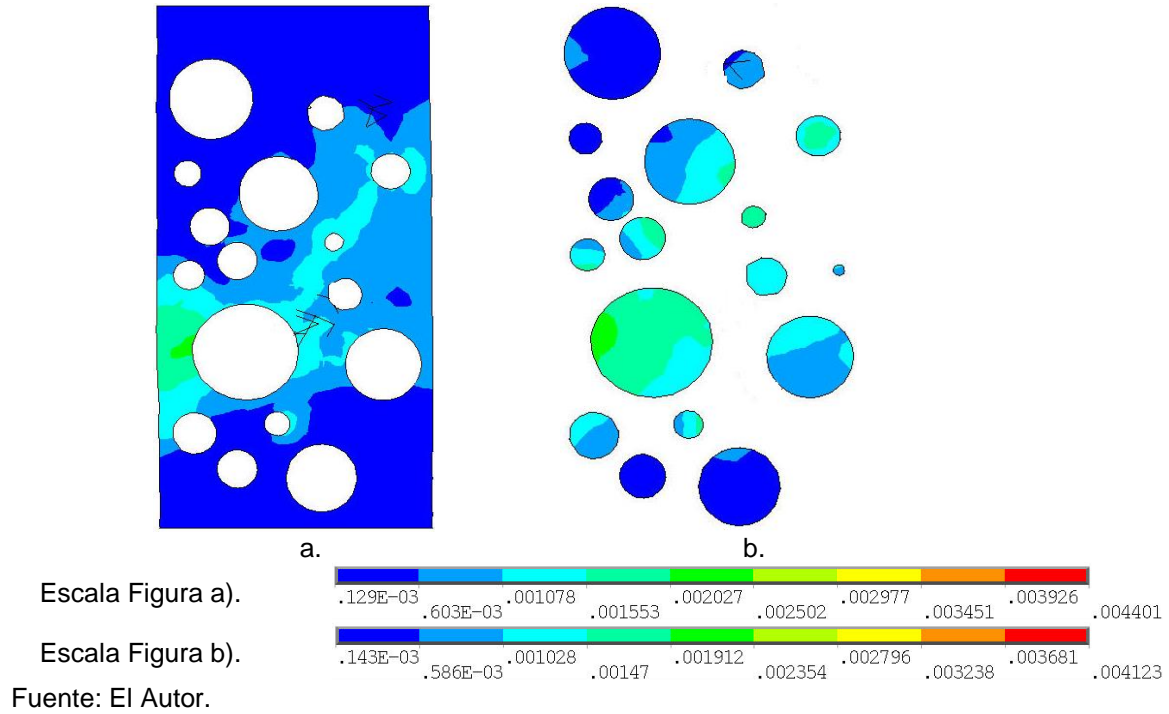 a.
b.
Escala Figura a).
.129E-03 .001078 .002027 .002977 .003926
.603E-03 .001553 .002502 .003451 .004401
Escala Figura b).
.143E-03 .001028 .001912 .002796 .003681
.586E-03 .00147 .002354 .003238 .004123
Fuente: El Autor.